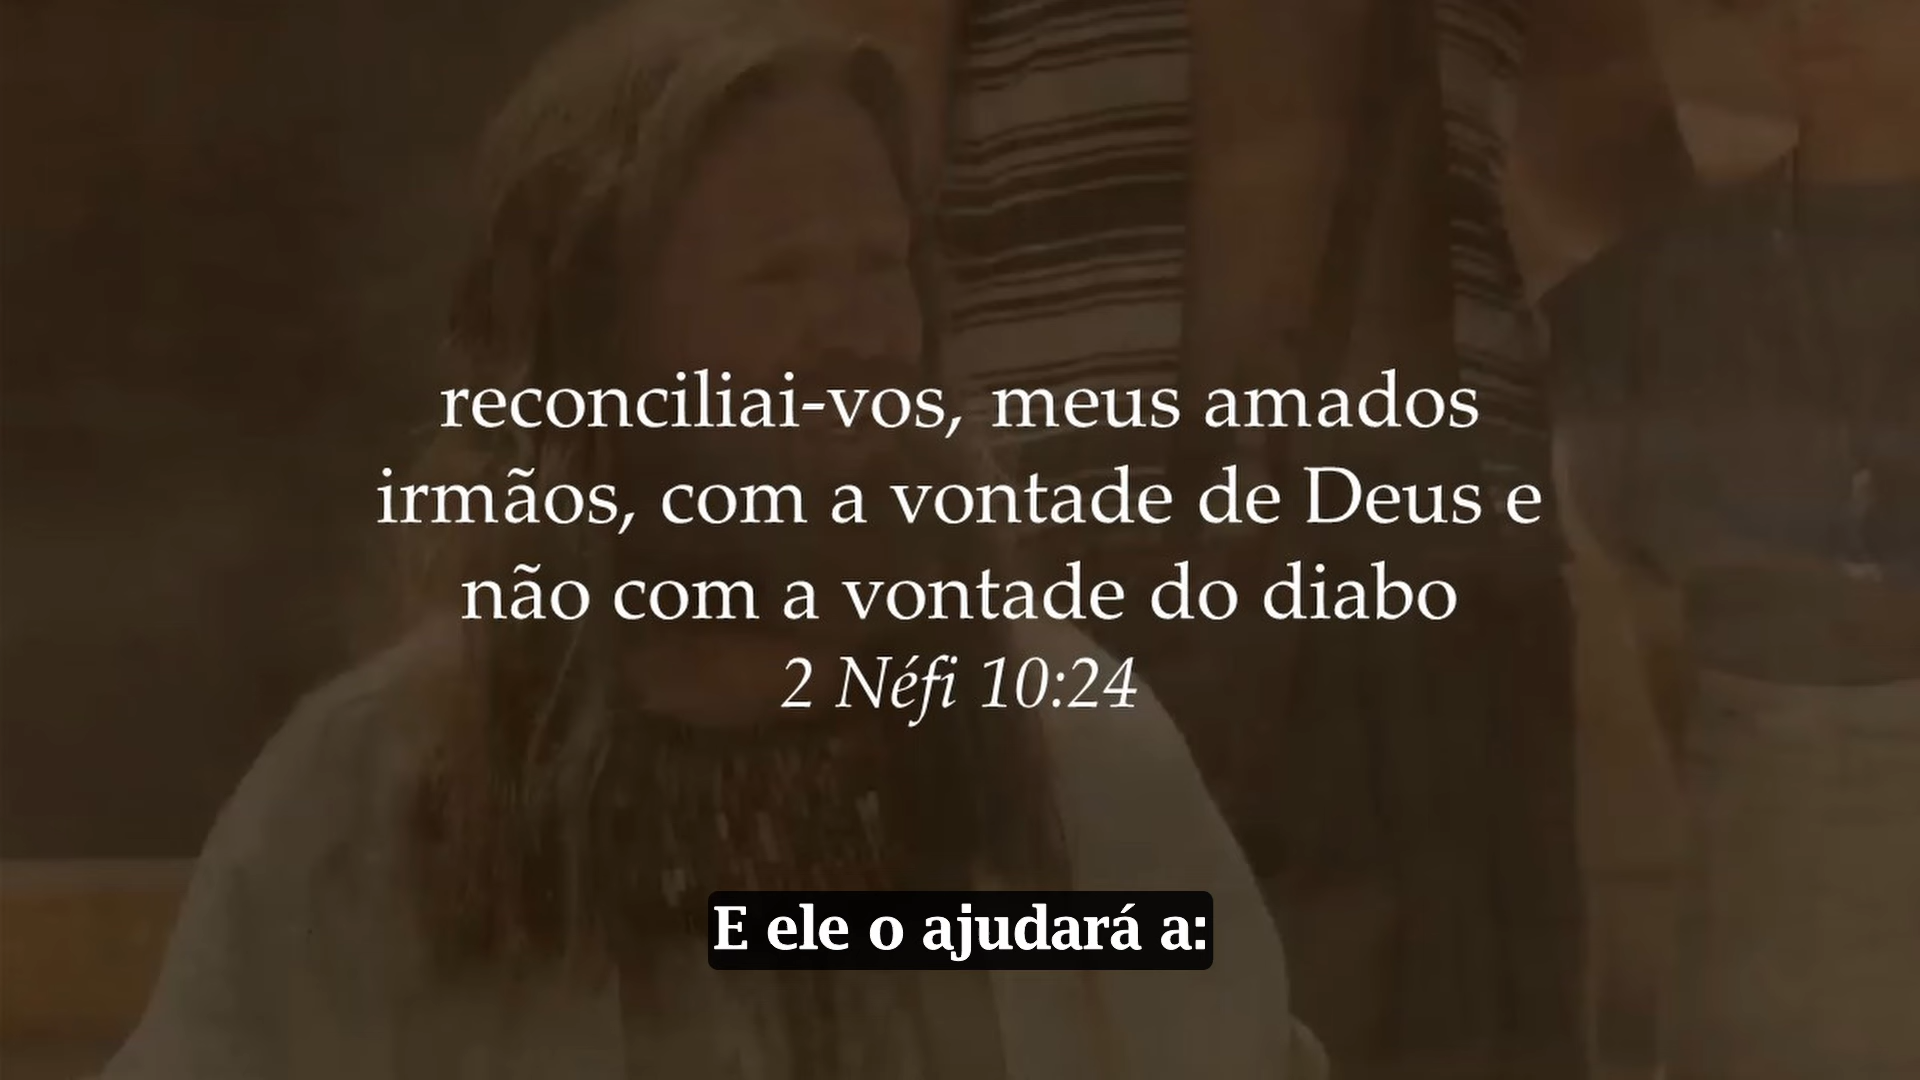 reconciliai-vos, meus amados
irmãos, com a vontade de Deus e
não com a vontade do diabo
2 Néfi 10:24
E ele o ajudará a: